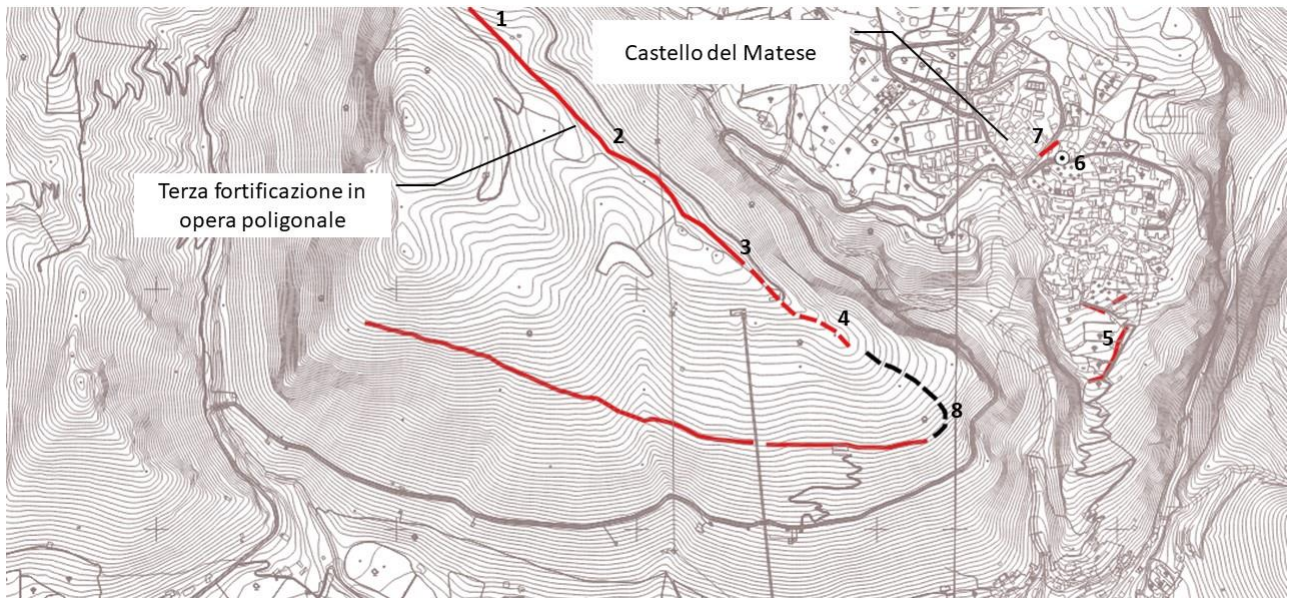 1
Castello del Matese
2
7
6
Terza fortificazione in
opera poligonale
3
4
5
8